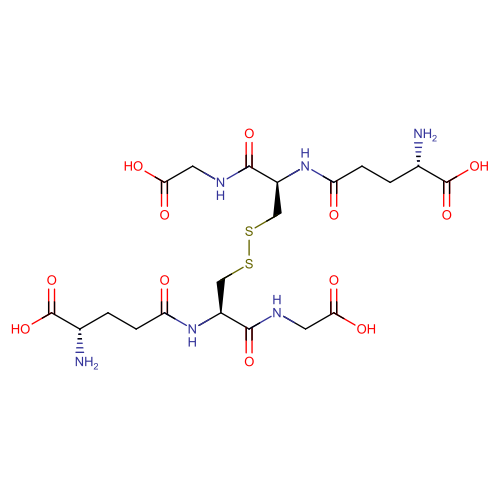 O NH₂
HO H OH
N
N O O O
H
S
S
O O H O
N
HO N OH
H
NH₂ O